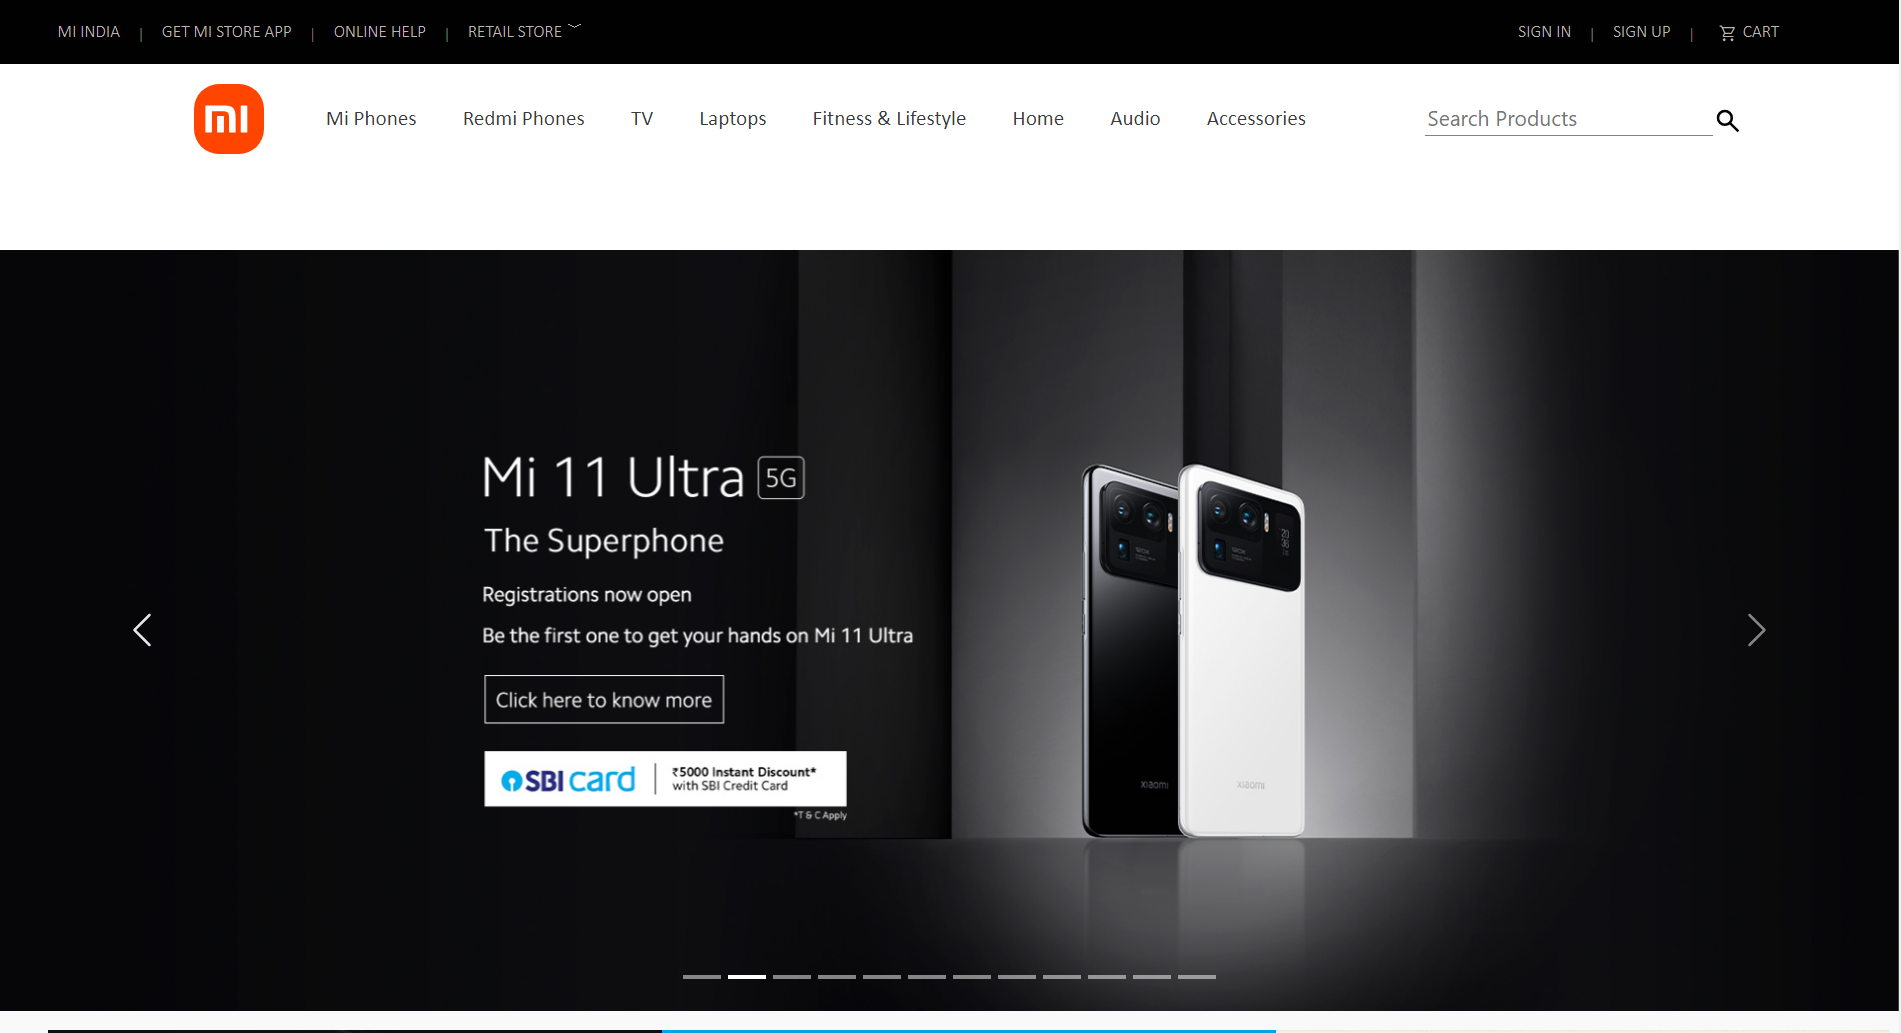 MI INDIA | GET MI STORE APP | ONLINE HELP | RETAIL STORE
SIGN IN | SIGN UP | CART
mi
Mi Phones Redmi Phones TV Laptops Fitness & Lifestyle Home Audio Accessories
Search Products
Mi 11 Ultra 5G
The Superphone
Registrations now open
Be the first one to get your hands on Mi 11 Ultra
Click here to know more
SBI card | ₹5000 Instant Discount*
with SBI Credit Card
*T & C Apply
xiaomi
xiaomi